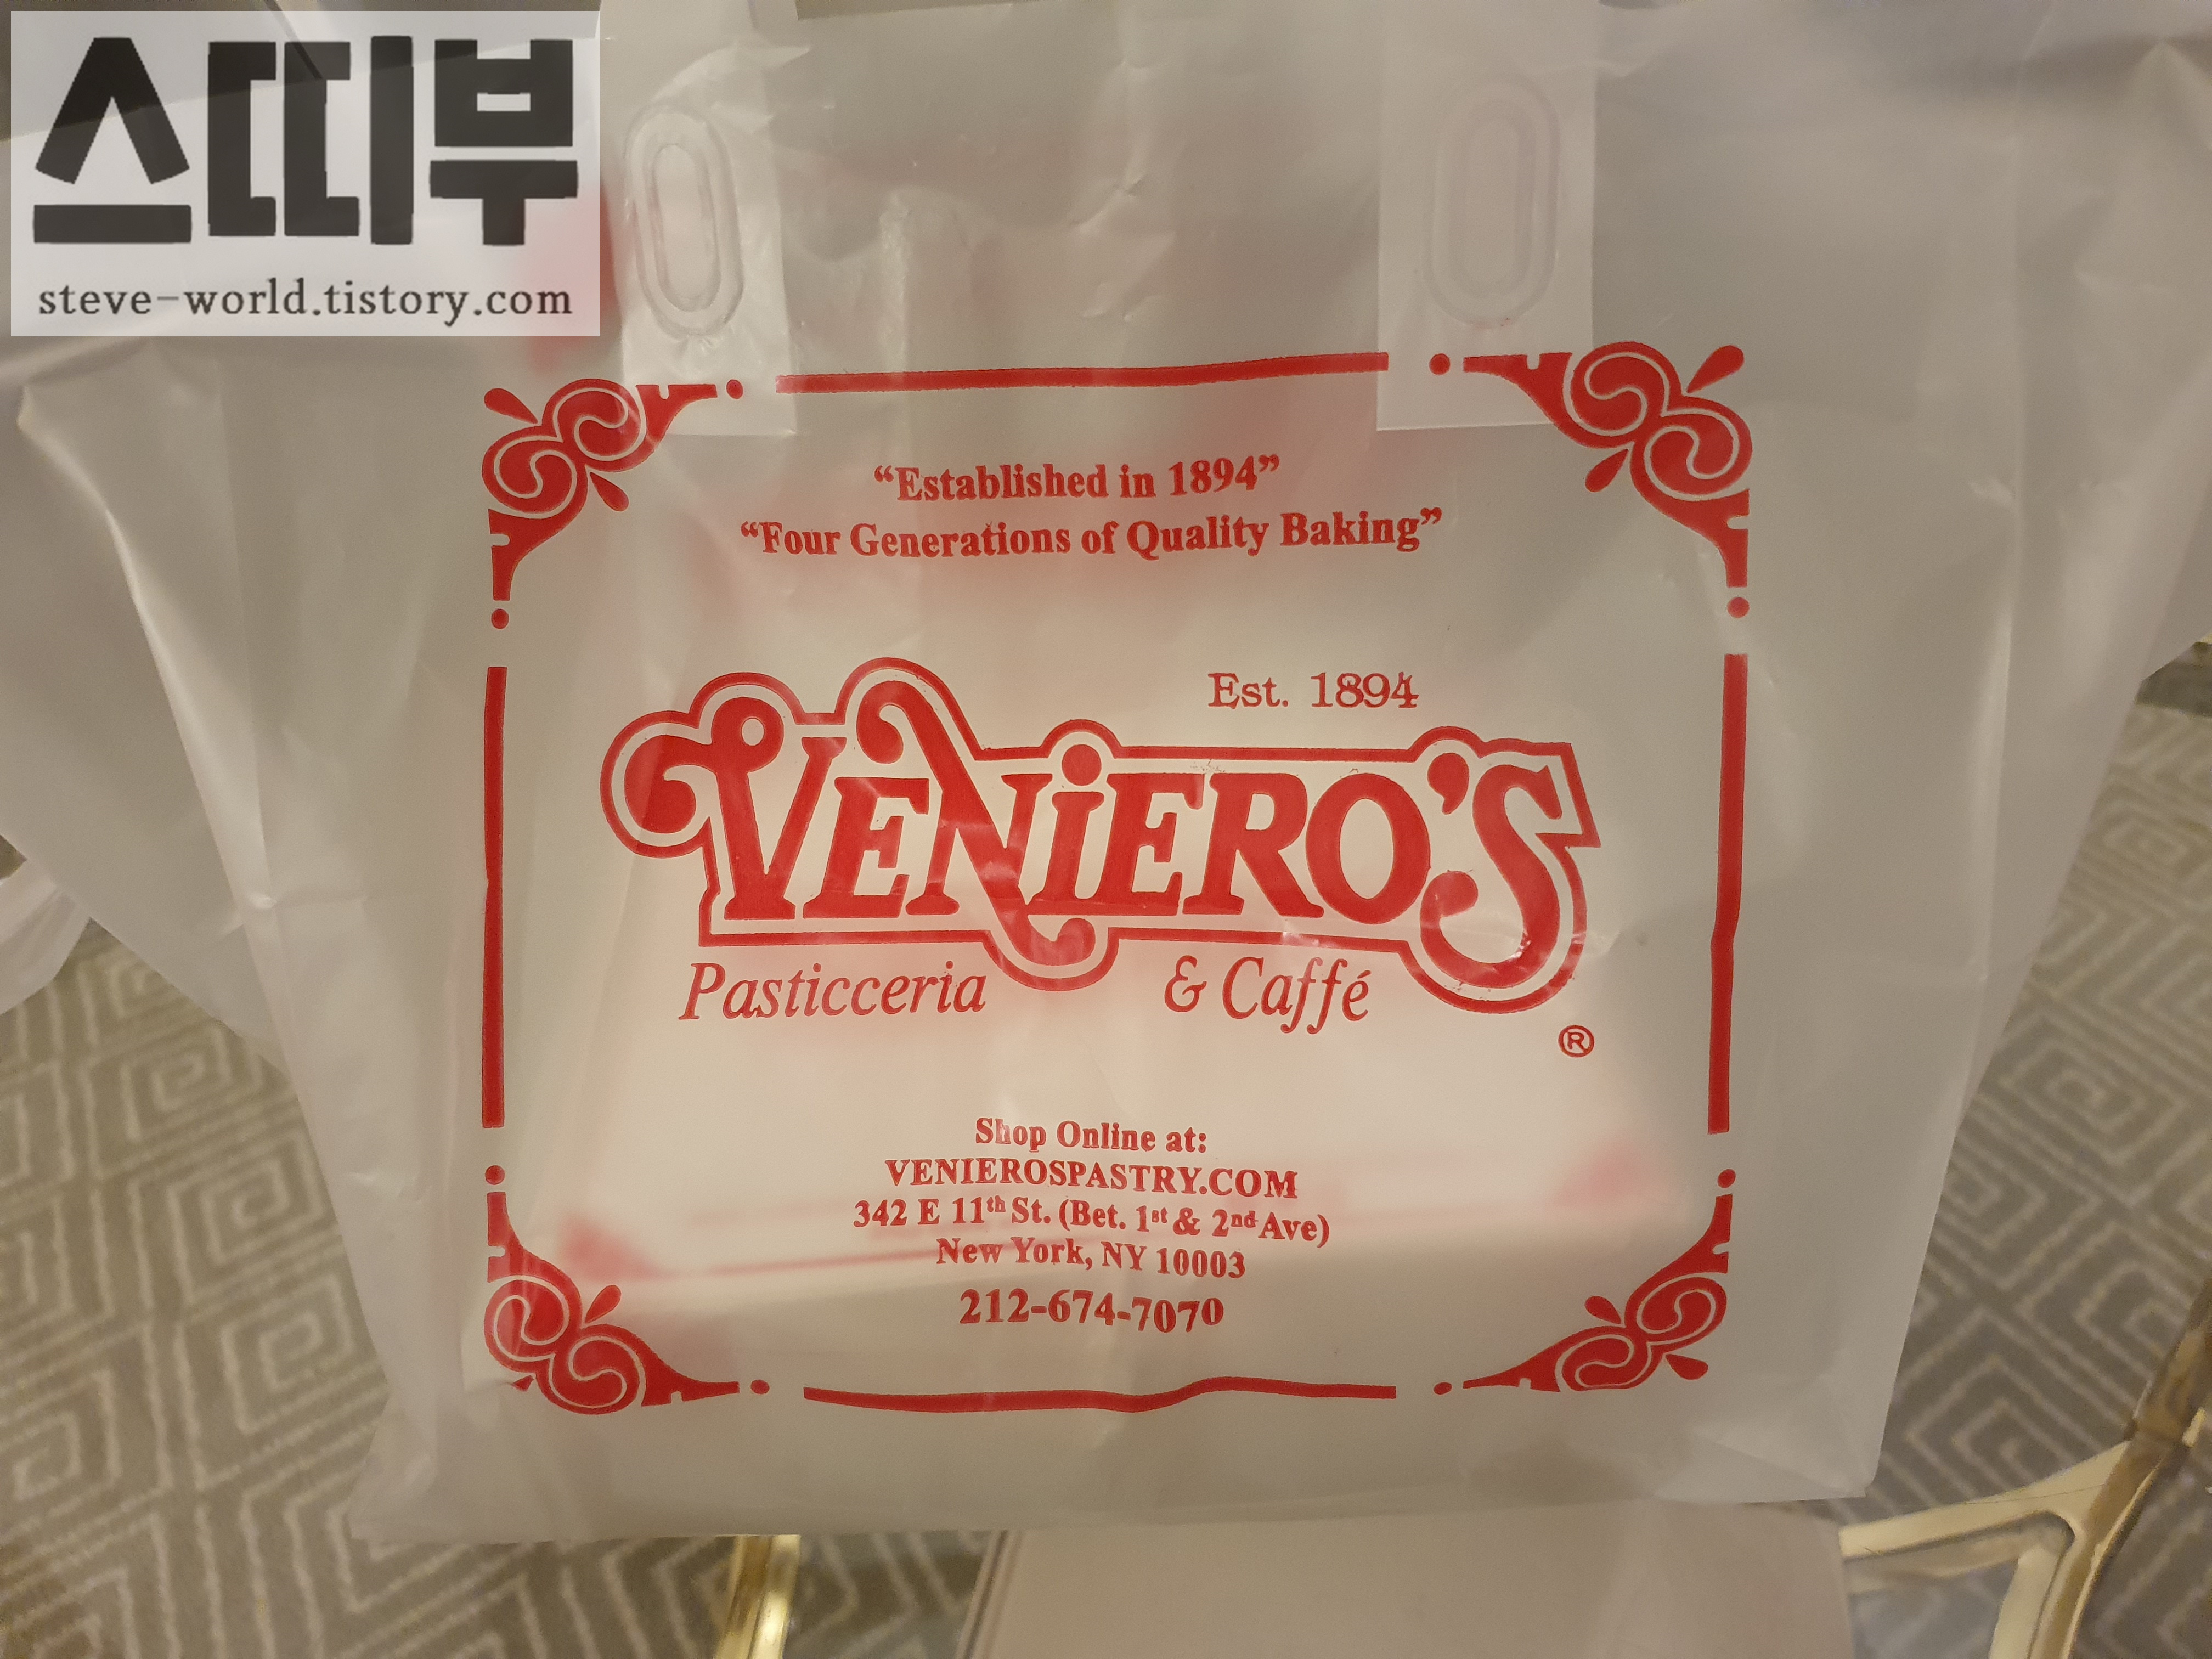 스띠부
steve-world.tistory.com
“Established in 1894”
“Four Generations of Quality Baking”
Est. 1894
VENiERO’S
Pasticceria & Caffé
®
Shop Online at:
VENIEROSPASTRY.COM
342 E 11th St. (Bet. 1st & 2nd Ave)
New York, NY 10003
212-674-7070